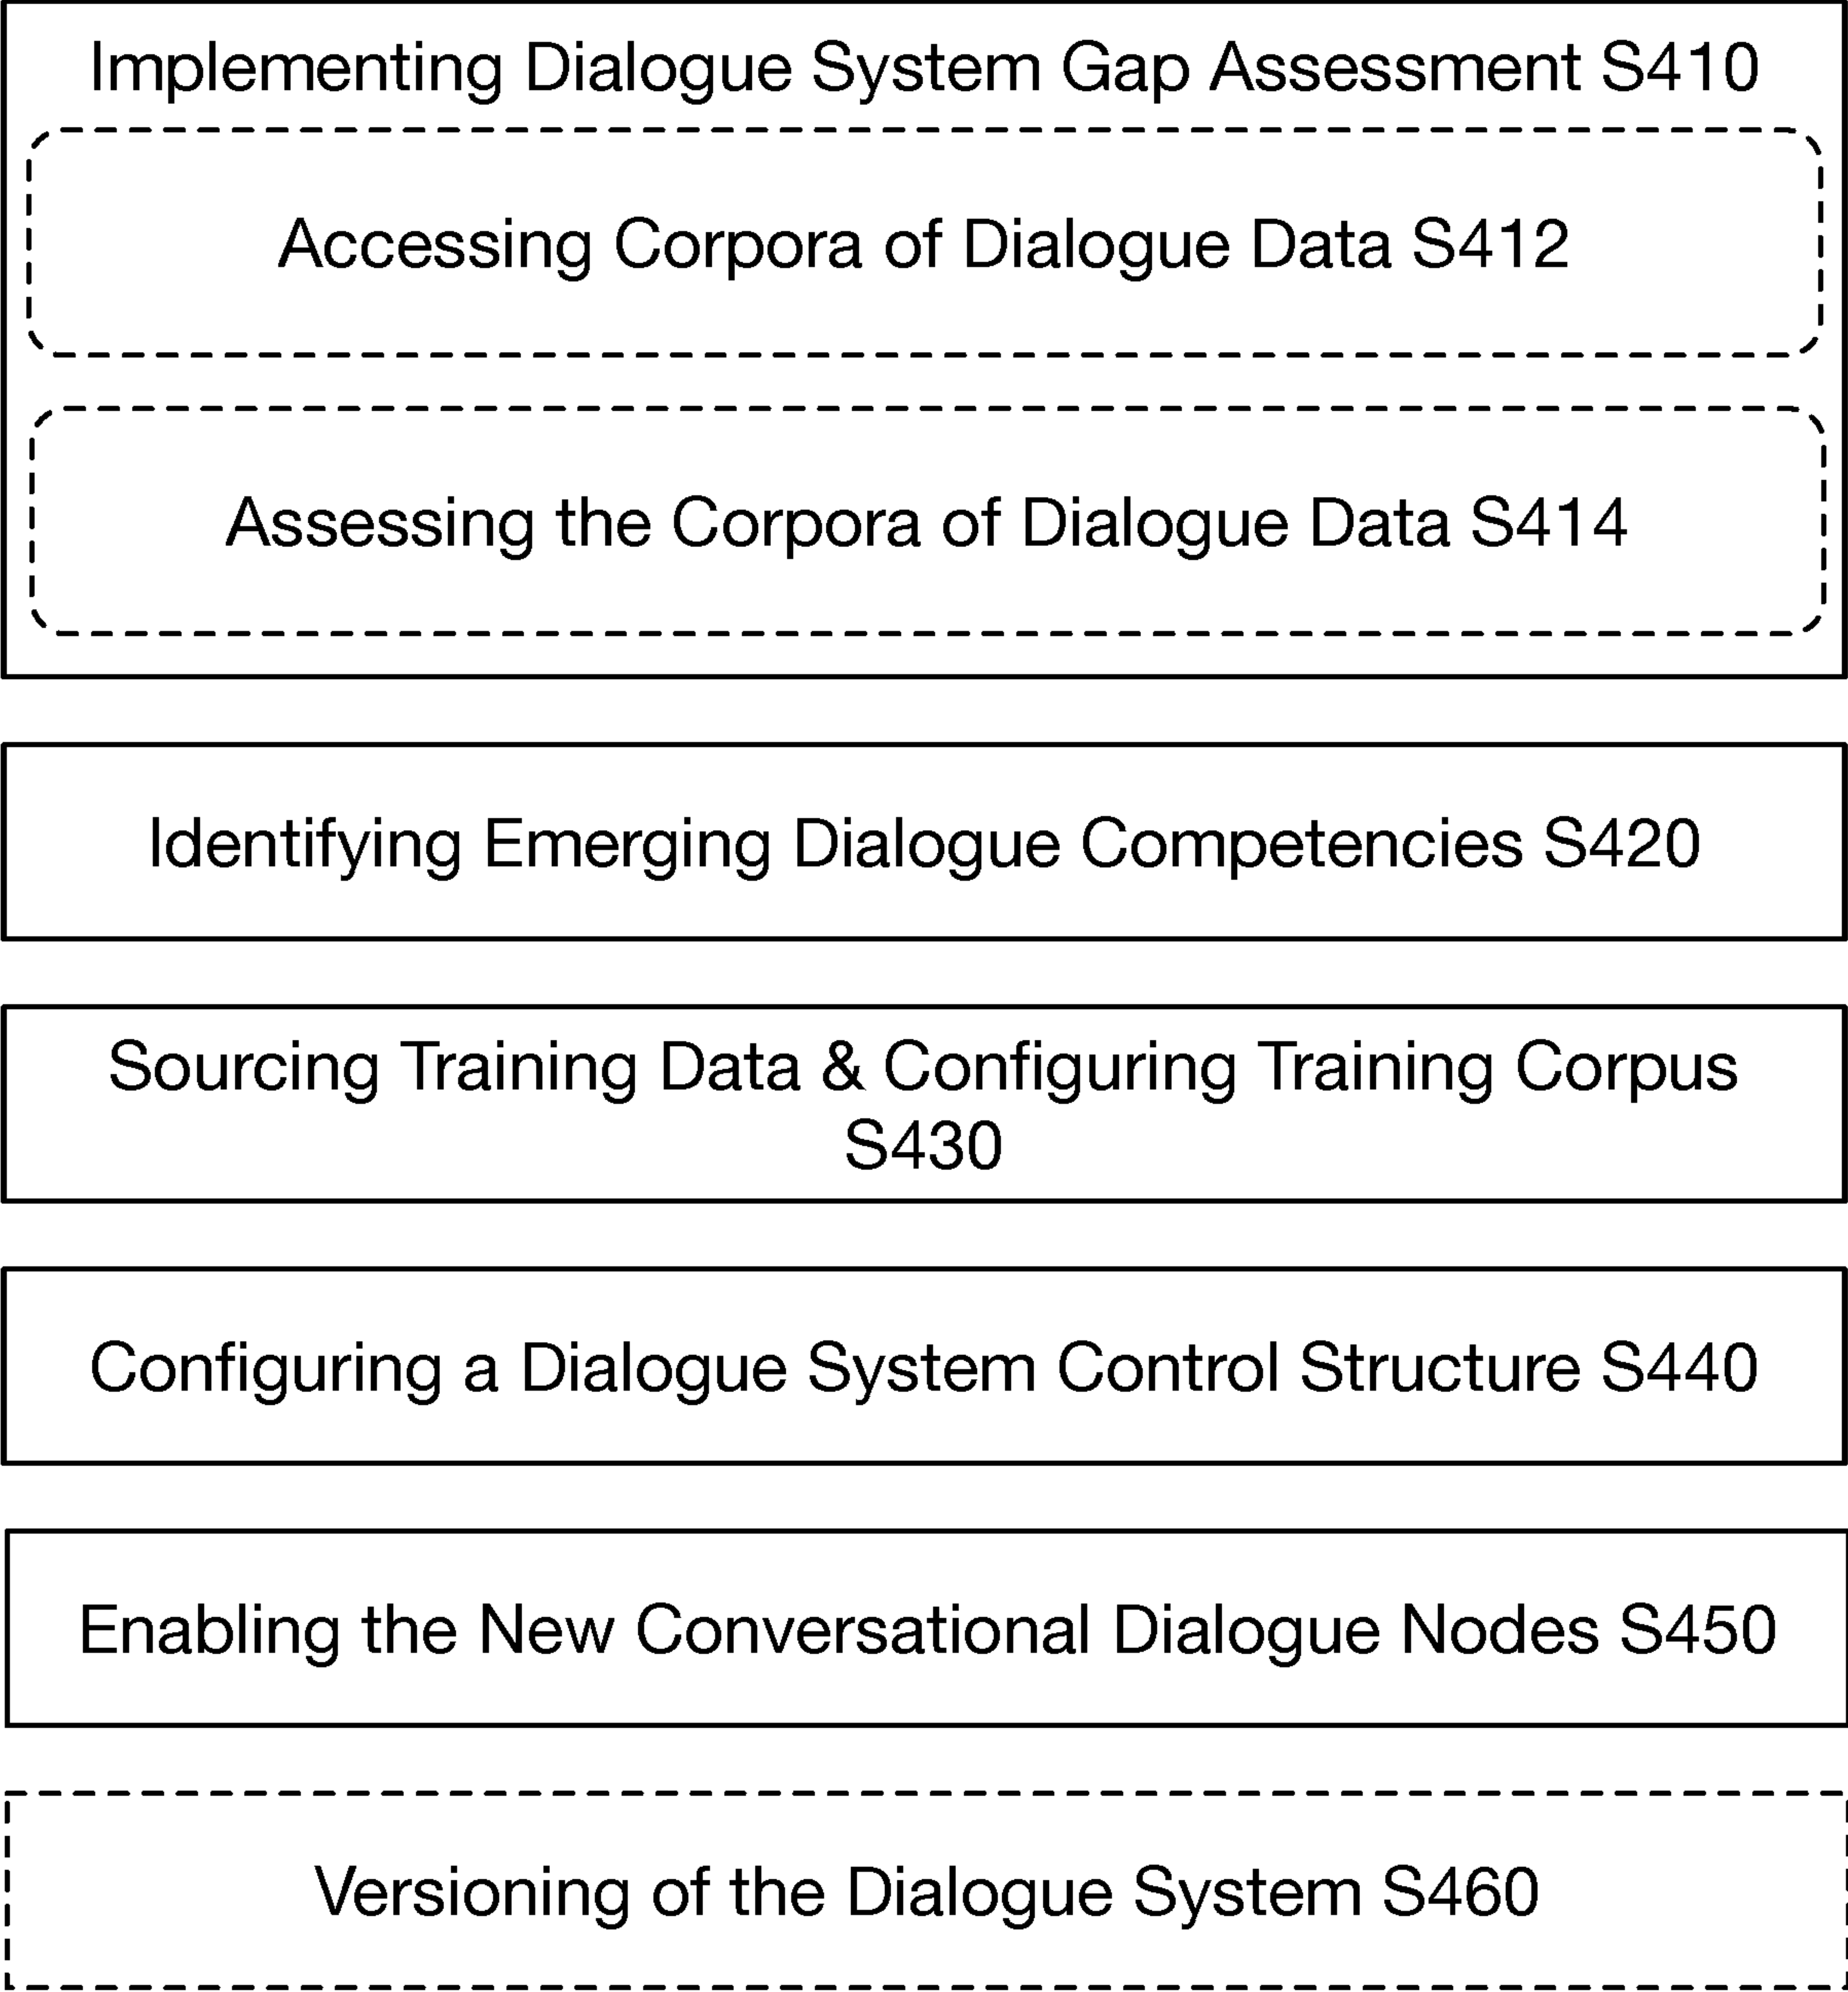 Implementing Dialogue System Gap Assessment S410
Accessing Corpora of Dialogue Data S412
Assessing the Corpora of Dialogue Data S414
Identifying Emerging Dialogue Competencies S420
Sourcing Training Data & Configuring Training Corpus
S430
Configuring a Dialogue System Control Structure S440
Enabling the New Conversational Dialogue Nodes S450
Versioning of the Dialogue System S460